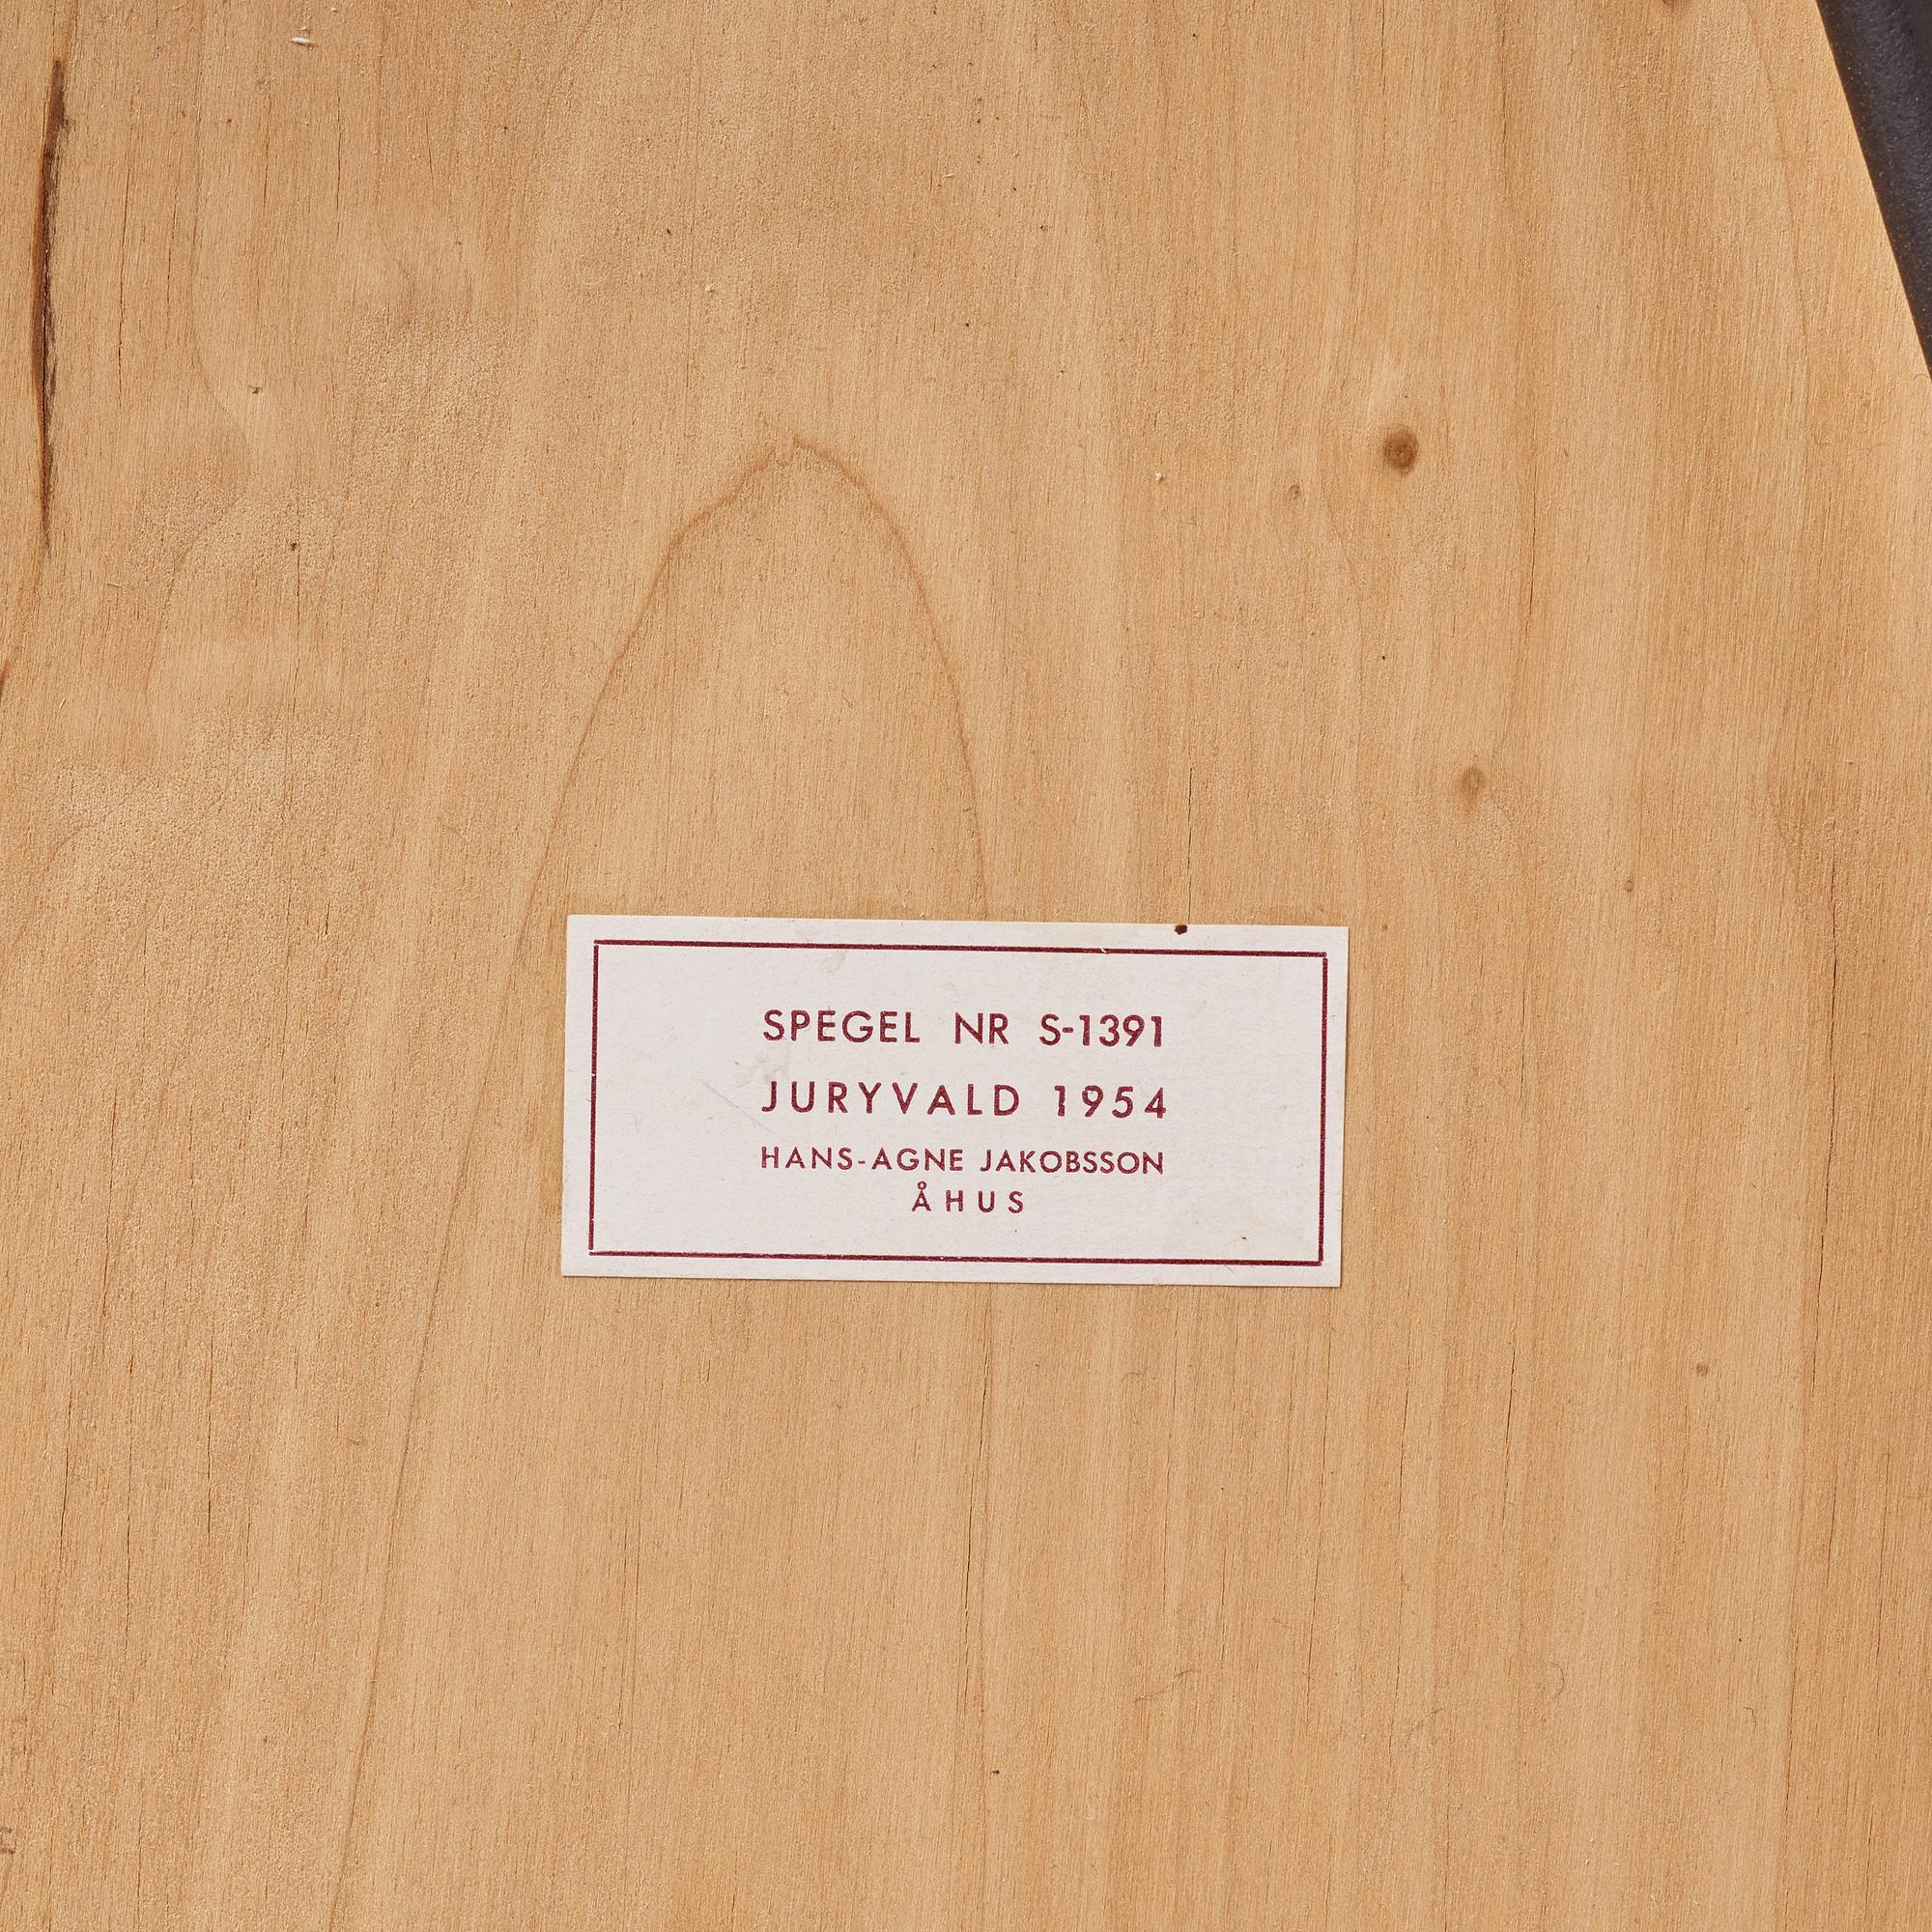 SPEGEL NR S-1391
JURYVALD 1954
HANS-AGNE JAKOBSSON
ÅHUS